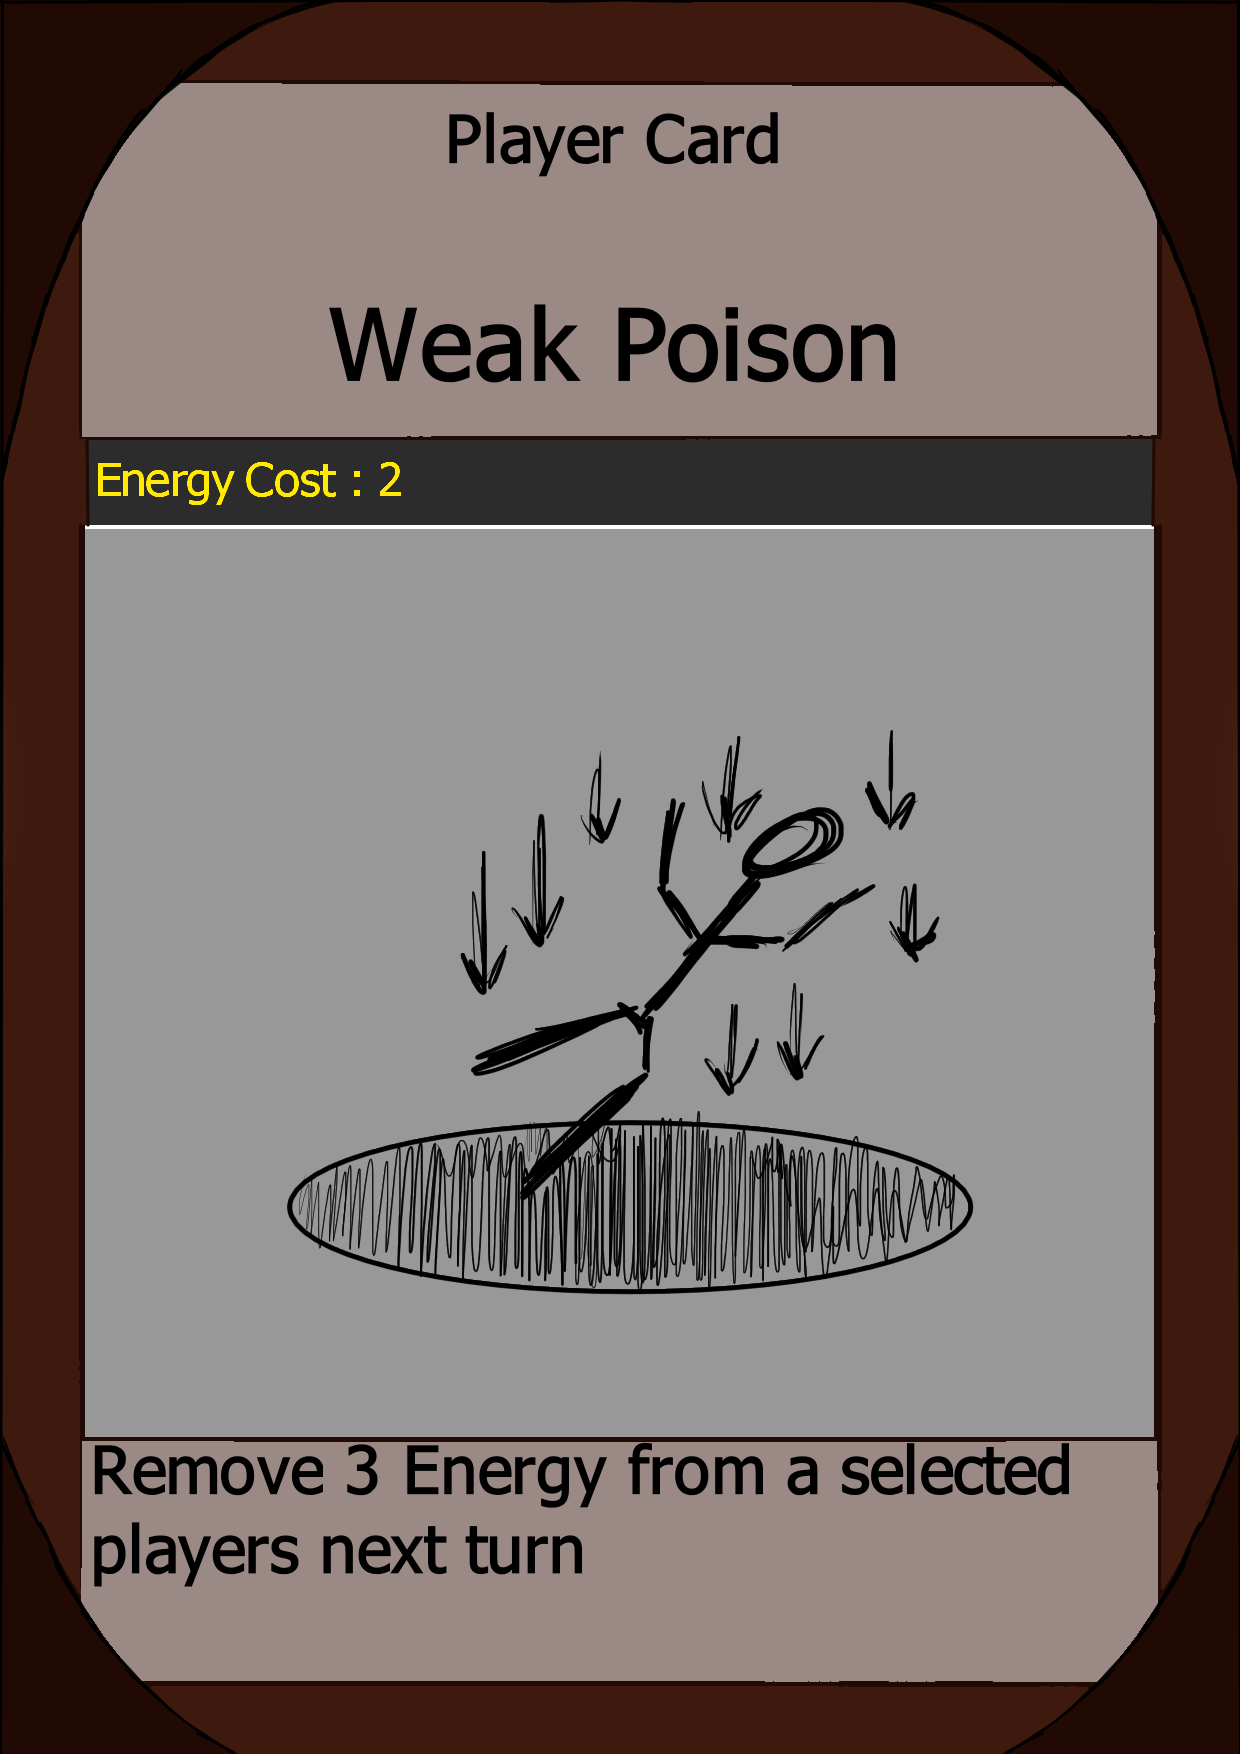 Player Card
Weak Poison
Energy Cost : 2
Remove 3 Energy from a selected
players next turn